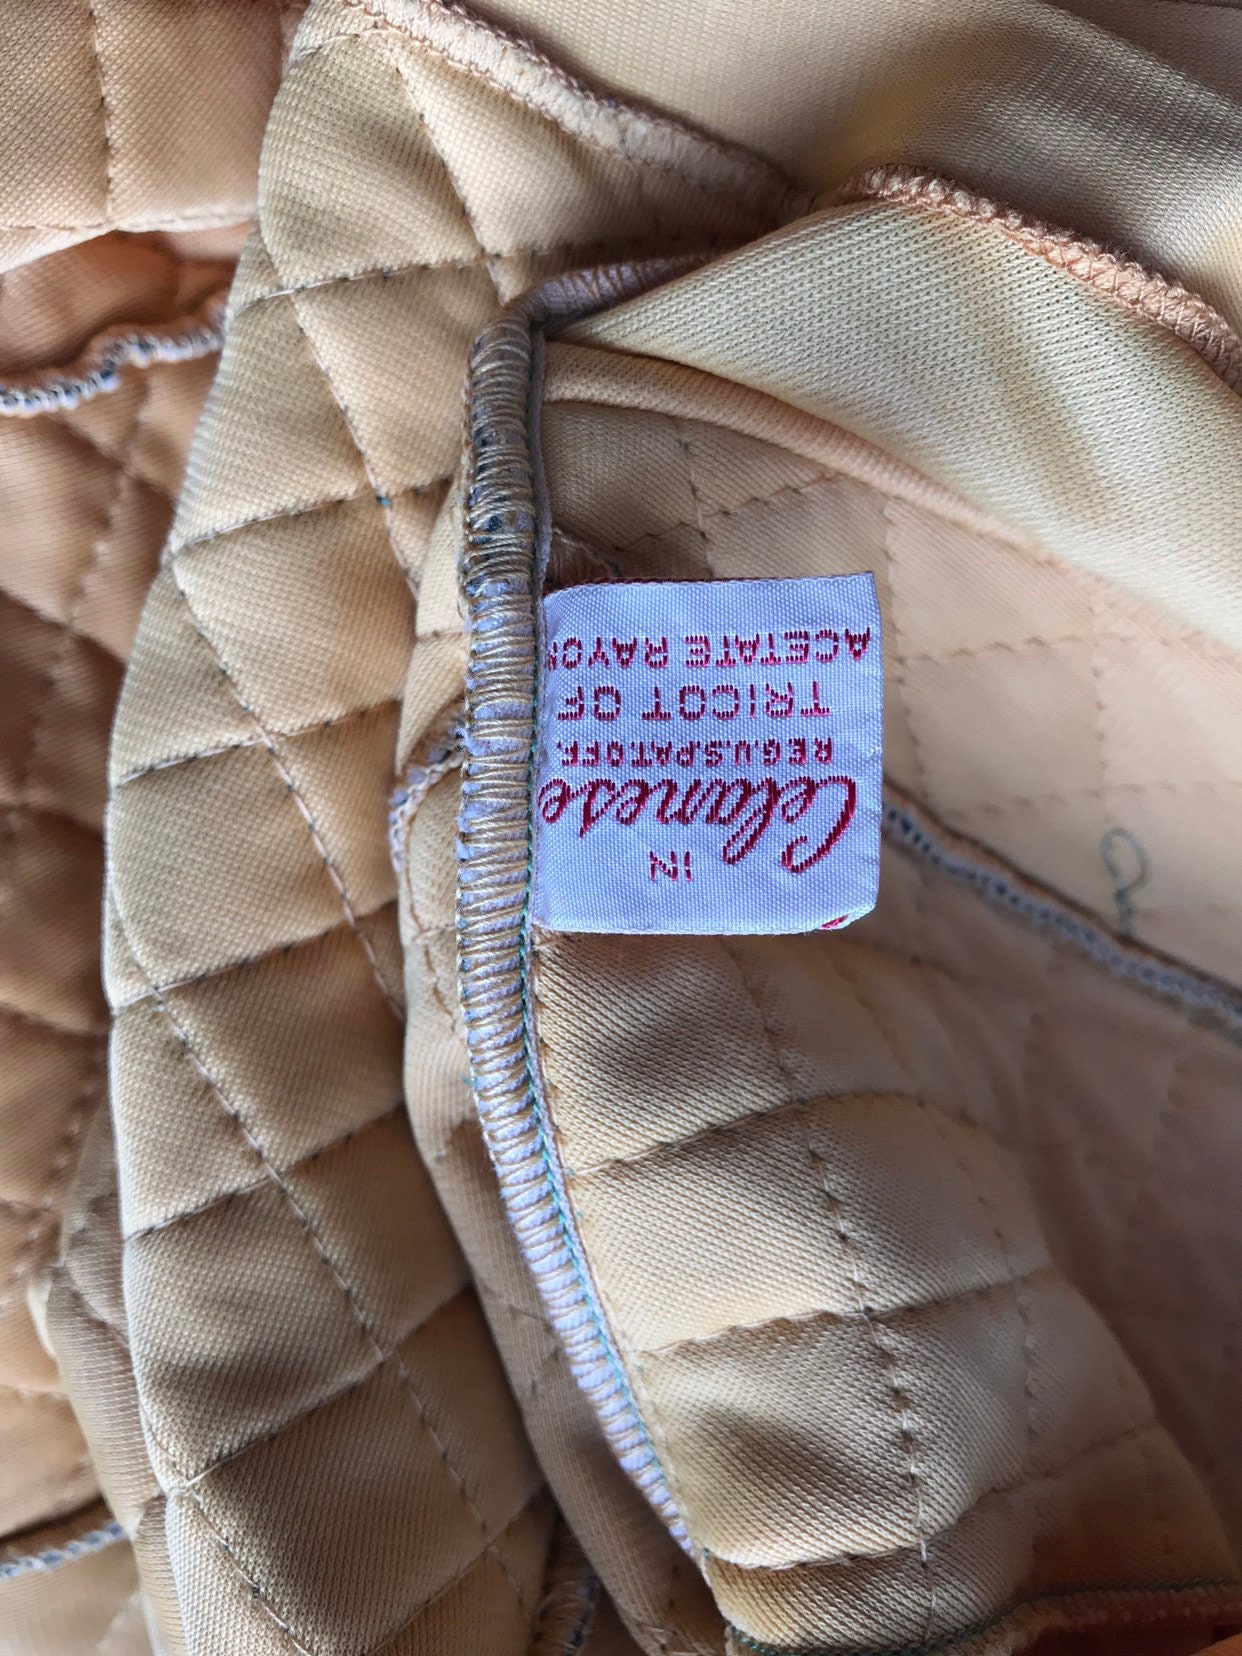 IN
Celanese
REG.U.S.PAT.OFF.
TRICOT OF
ACETATE RAYON